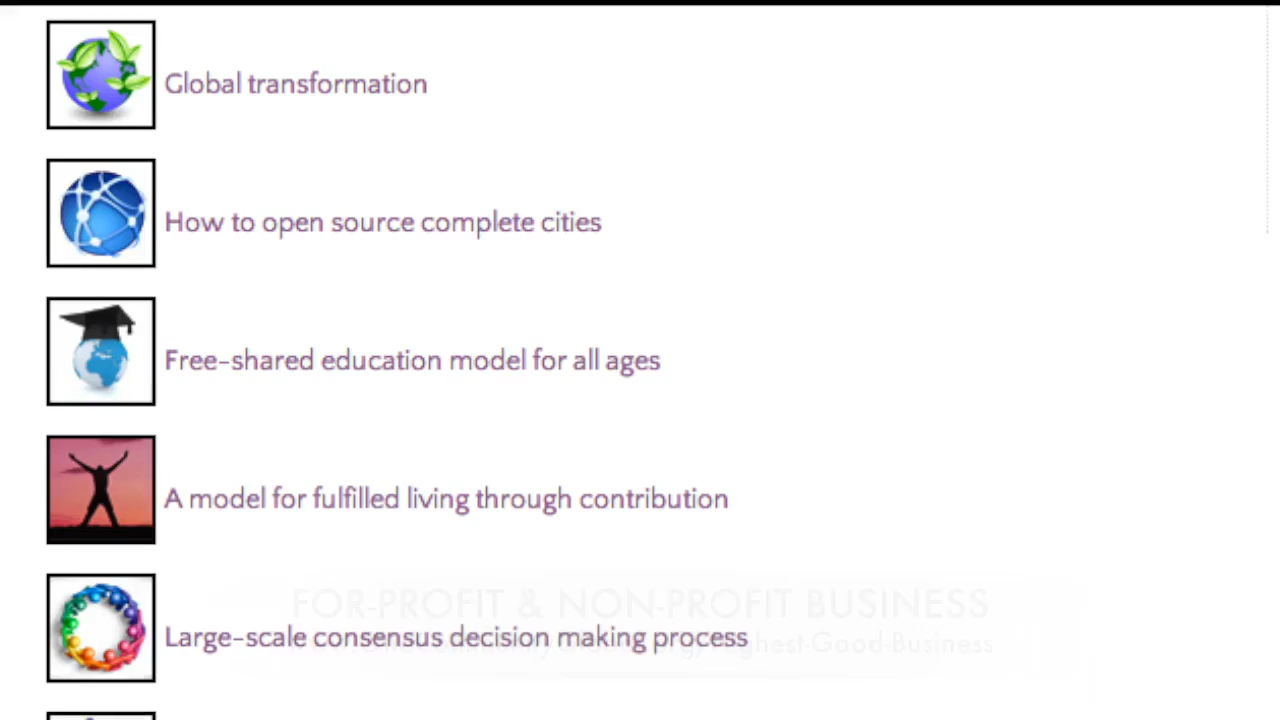 Global transformation
How to open source complete cities
Free-shared education model for all ages
A model for fulfilled living through contribution
FOR-PROFIT & NON-PROFIT BUSINESS
Large-scale consensus decision making process